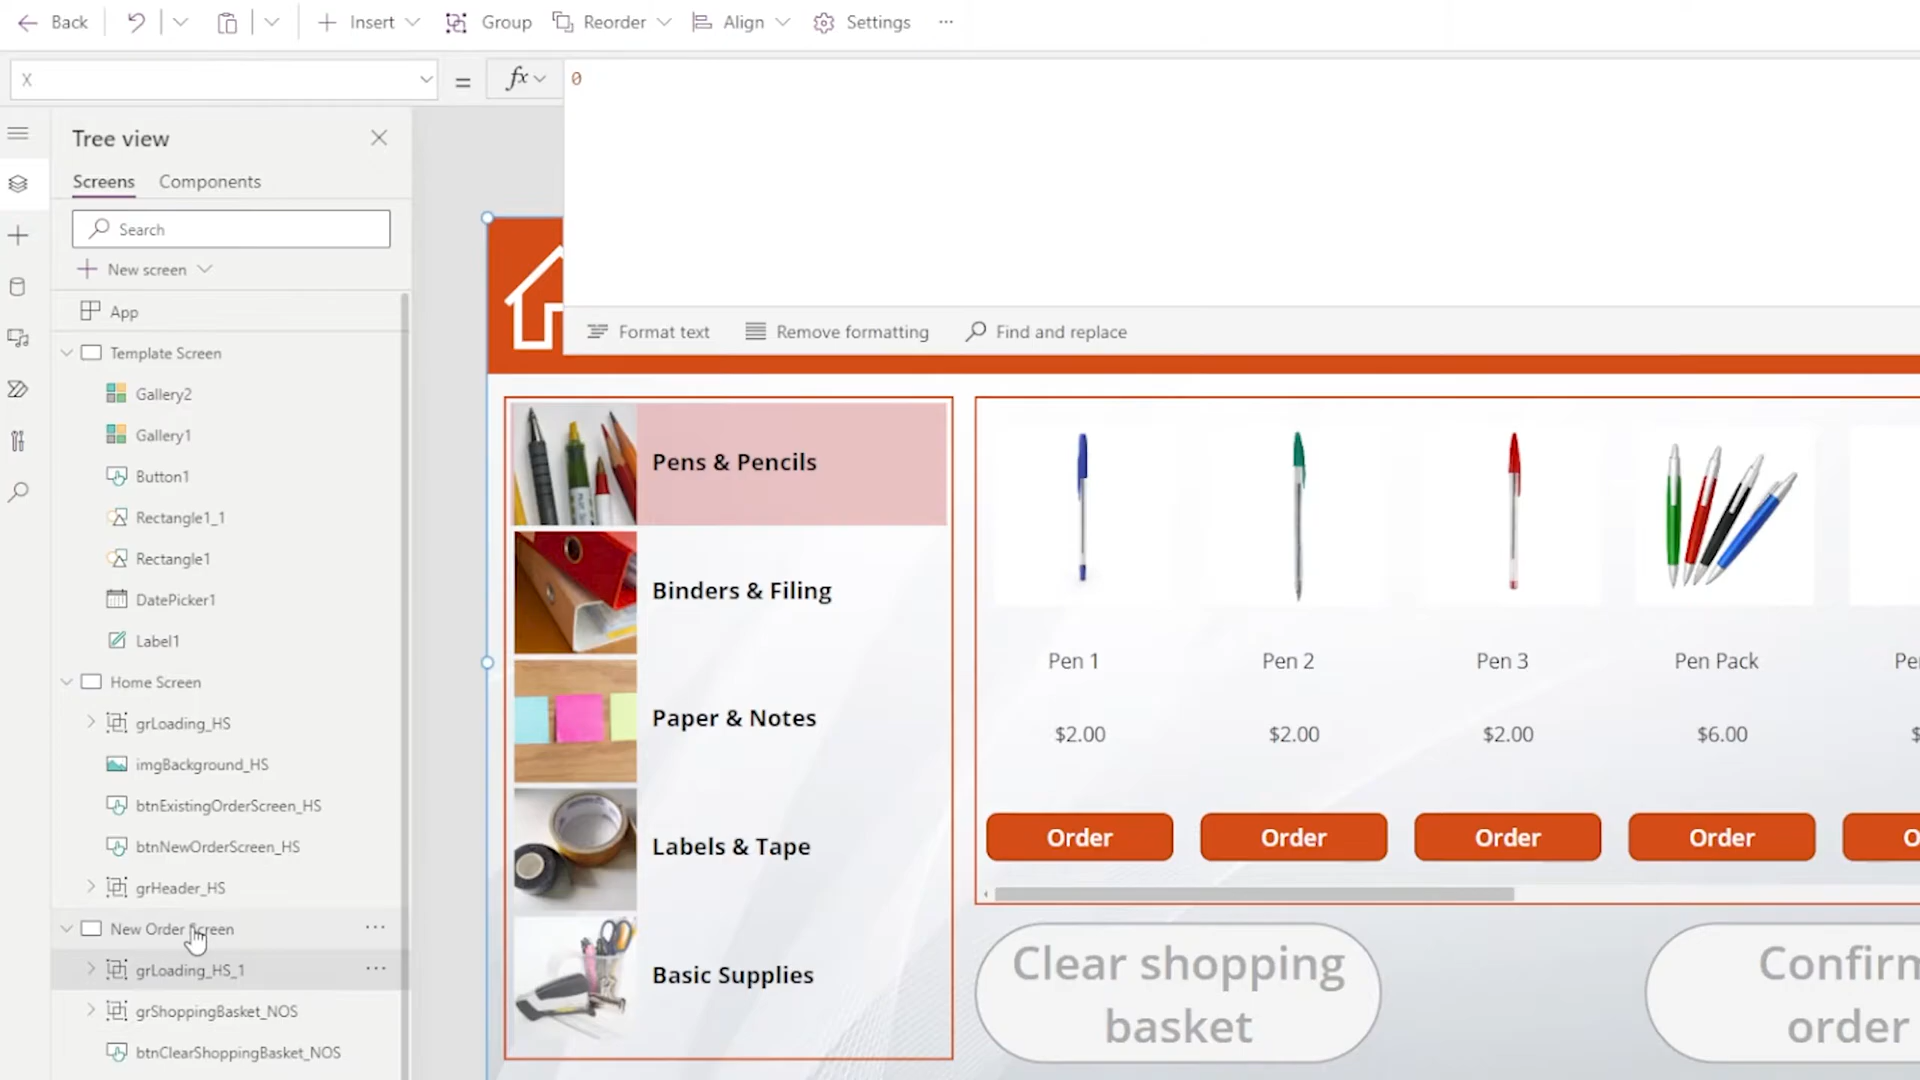 Back
Insert
Group
Reorder
Align
Settings
X
=
fx
0
Tree view
Screens
Components
Search
New screen
App
Template Screen
Gallery2
Gallery1
Button1
Rectangle1_1
Rectangle1
DatePicker1
Label1
Home Screen
grLoading_HS
imgBackground_HS
btnExistingOrderScreen_HS
btnNewOrderScreen_HS
grHeader_HS
New Order Screen
grLoading_HS_1
grShoppingBasket_NOS
btnClearShoppingBasket_NOS
Format text
Remove formatting
Find and replace
Pens & Pencils
Binders & Filing
Paper & Notes
Labels & Tape
Basic Supplies
Pen 1
Pen 2
Pen 3
Pen Pack
$2.00
$2.00
$2.00
$6.00
$
Order
Order
Order
Order
Clear shopping
basket
order